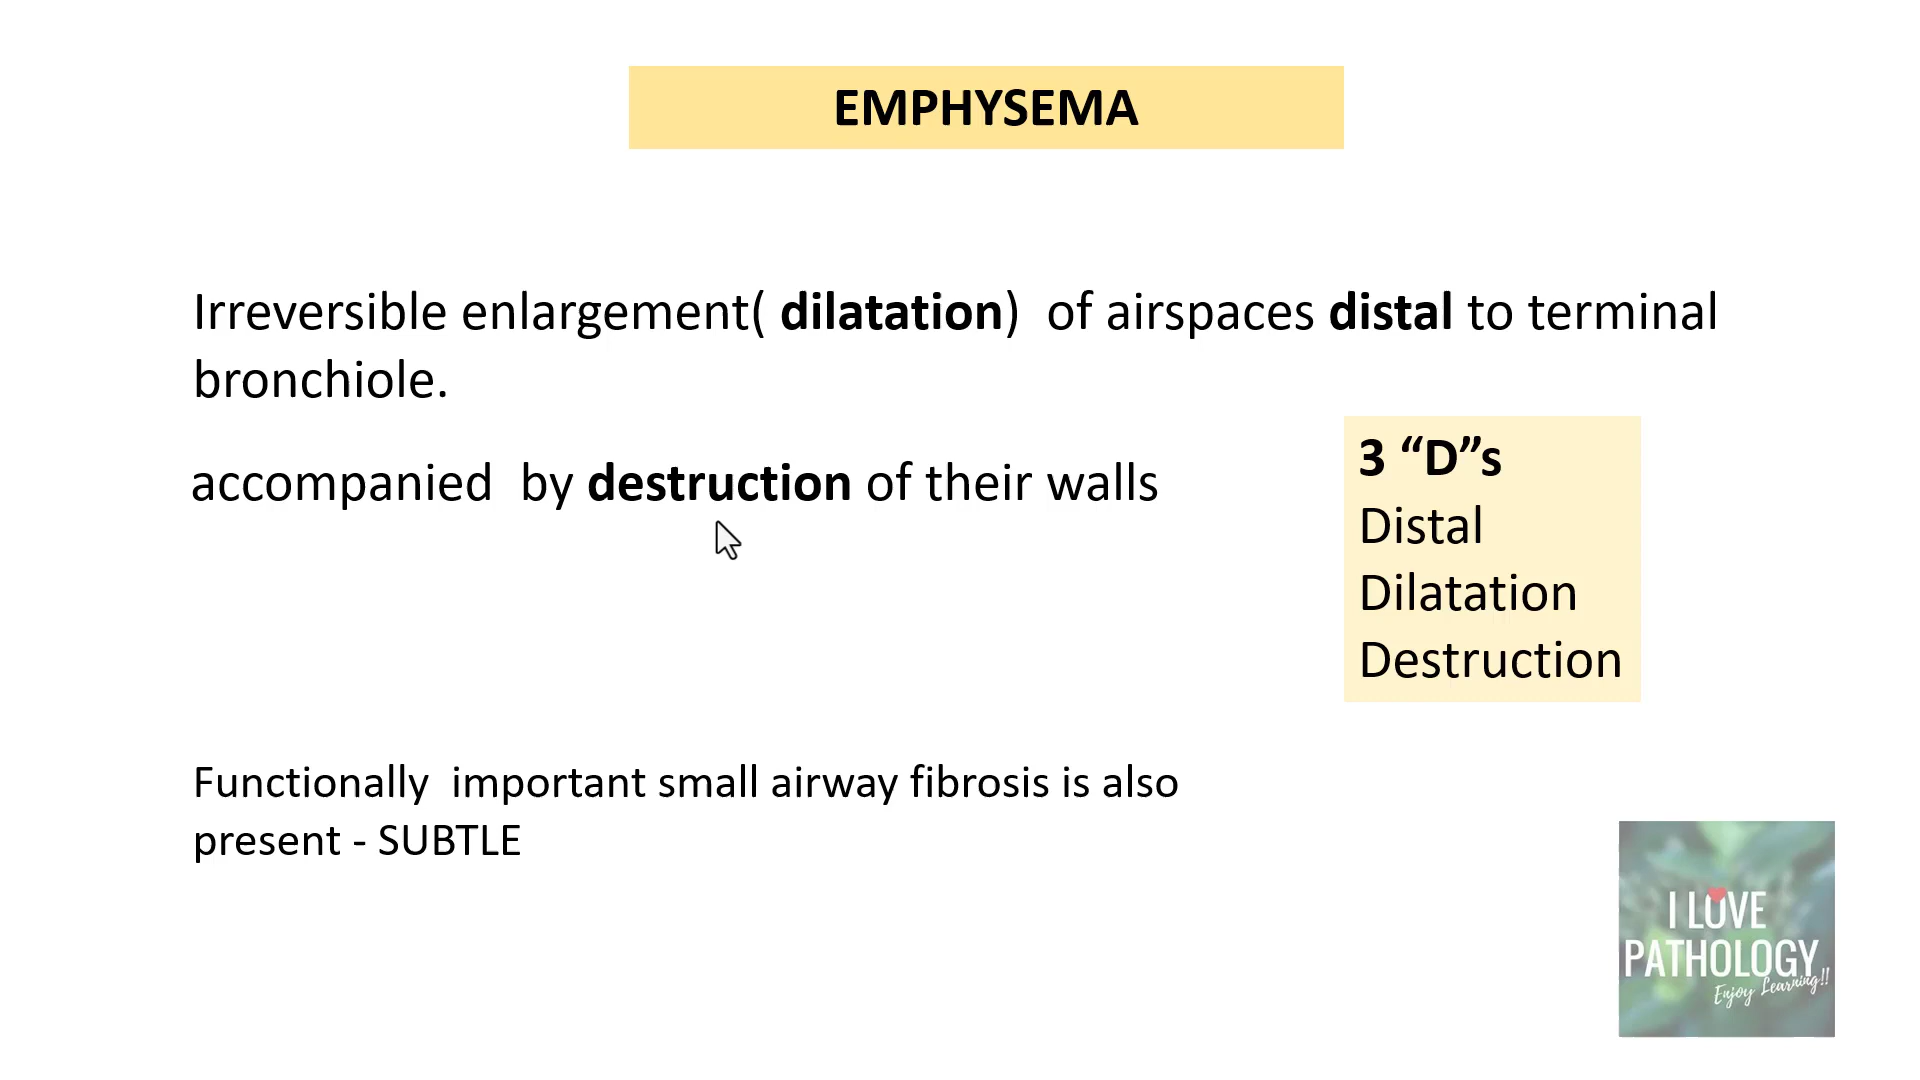 EMPHYSEMA
Irreversible enlargement( dilatation)  of airspaces distal to terminal
bronchiole.
accompanied  by destruction of their walls
3 “D”s
Distal
Dilatation
Destruction
Functionally  important small airway fibrosis is also
present - SUBTLE
I LOVE
PATHOLOGY
Enjoy Learning!!